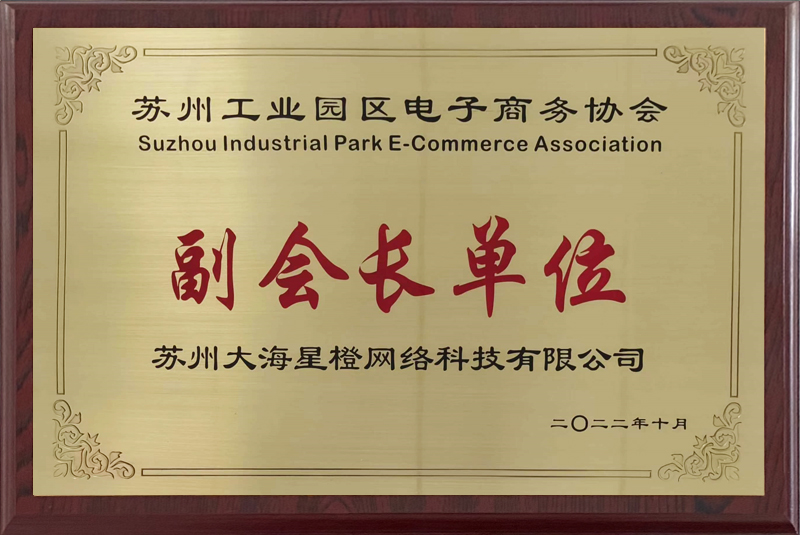 苏州工业园区电子商务协会
Suzhou Industrial Park E-Commerce Association
副会长单位
苏州大海星橙网络科技有限公司
二〇二二年十月